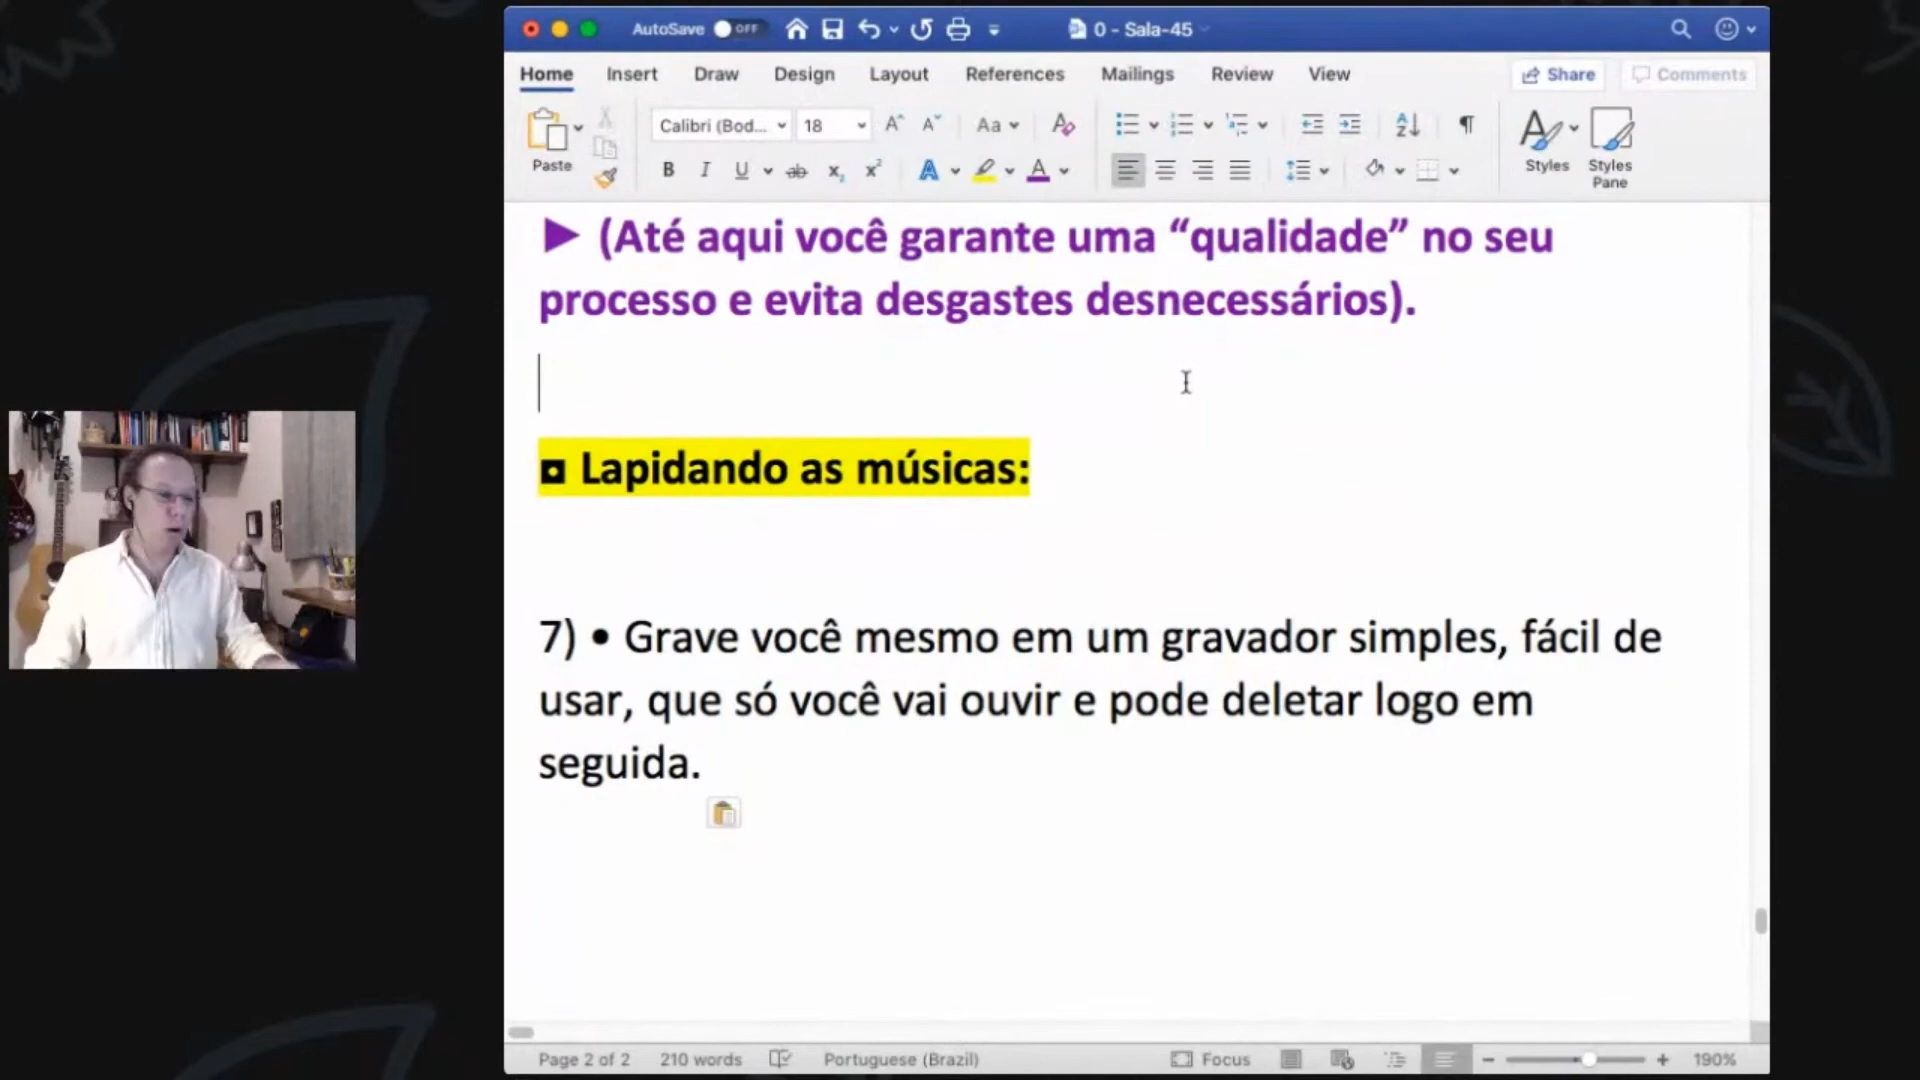 AutoSave OFF
0 - Sala-45
Home Insert Draw Design Layout References Mailings Review View Share Comments
Calibri (Bod... 18
Paste
Styles
Styles Pane
► (Até aqui você garante uma “qualidade” no seu
processo e evita desgastes desnecessários).
◘ Lapidando as músicas:
7) • Grave você mesmo em um gravador simples, fácil de
usar, que só você vai ouvir e pode deletar logo em
seguida.
Page 2 of 2 210 words Portuguese (Brazil) Focus 190%